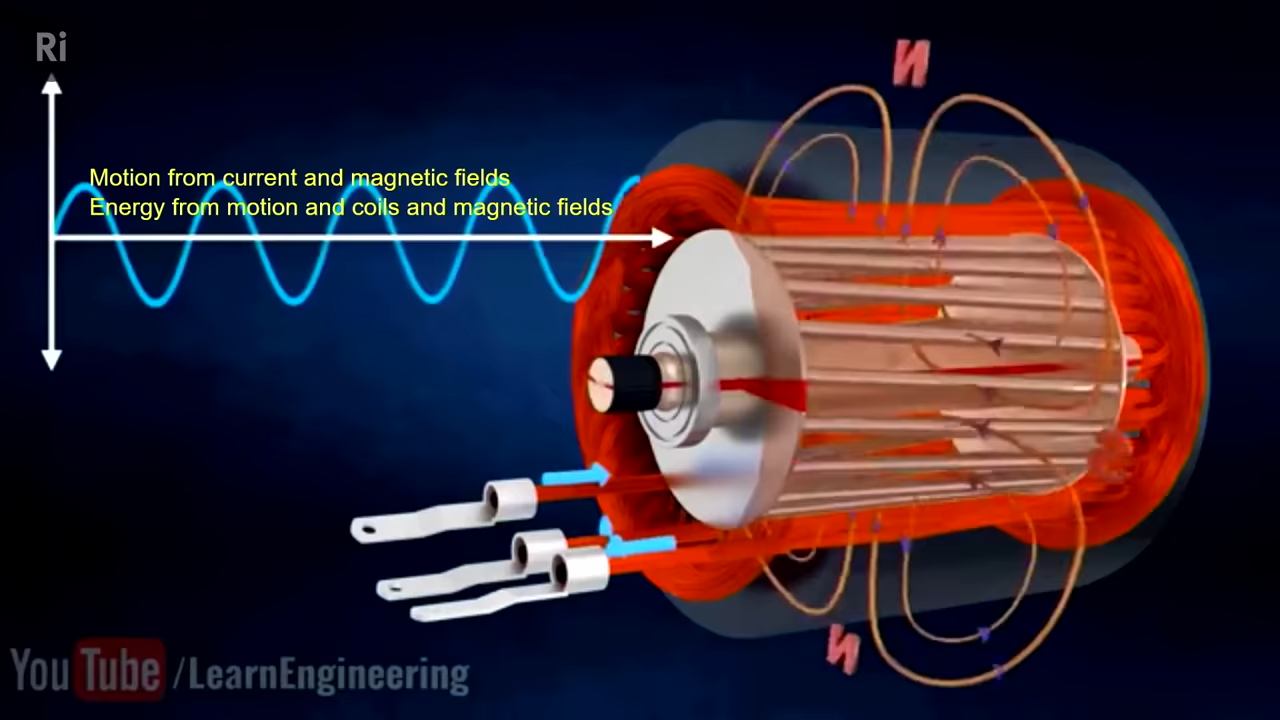 Ri
И
Motion from current and magnetic fields
Energy from motion and coils and magnetic fields
И
YouTube /LearnEngineering